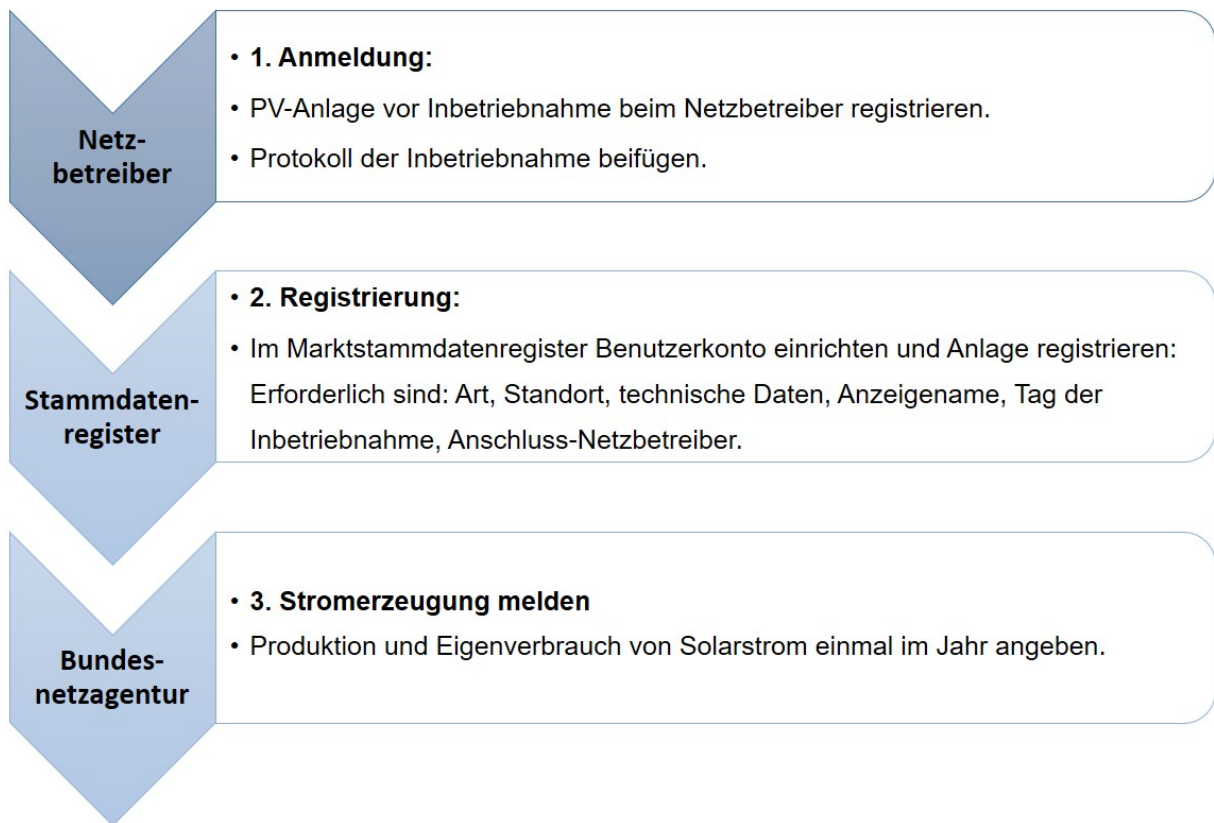 Netz-
betreiber
• 1. Anmeldung:
• PV-Anlage vor Inbetriebnahme beim Netzbetreiber registrieren.
• Protokoll der Inbetriebnahme beifügen.
Stammdaten-
register
• 2. Registrierung:
• Im Marktstammdatenregister Benutzerkonto einrichten und Anlage registrieren:
Erforderlich sind: Art, Standort, technische Daten, Anzeigename, Tag der
Inbetriebnahme, Anschluss-Netzbetreiber.
Bundes-
netzagentur
• 3. Stromerzeugung melden
• Produktion und Eigenverbrauch von Solarstrom einmal im Jahr angeben.